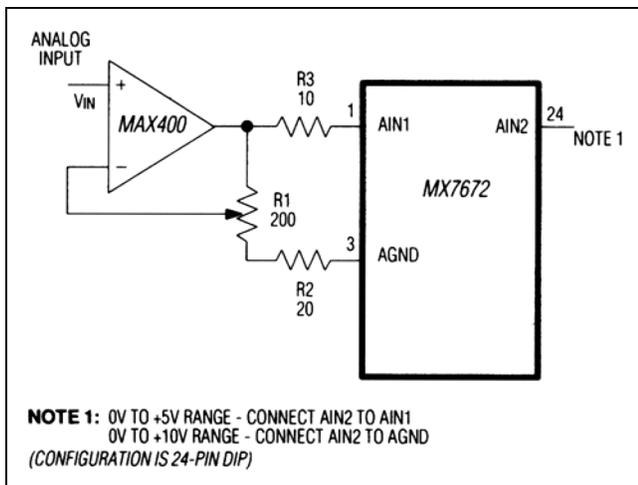 ANALOG
INPUT
VIN
+
−
MAX400
R3
10
1
AIN1
AIN2
24
NOTE 1
MX7672
R1
200
3
AGND
R2
20
NOTE 1: 0V TO +5V RANGE - CONNECT AIN2 TO AIN1
0V TO +10V RANGE - CONNECT AIN2 TO AGND
(CONFIGURATION IS 24-PIN DIP)